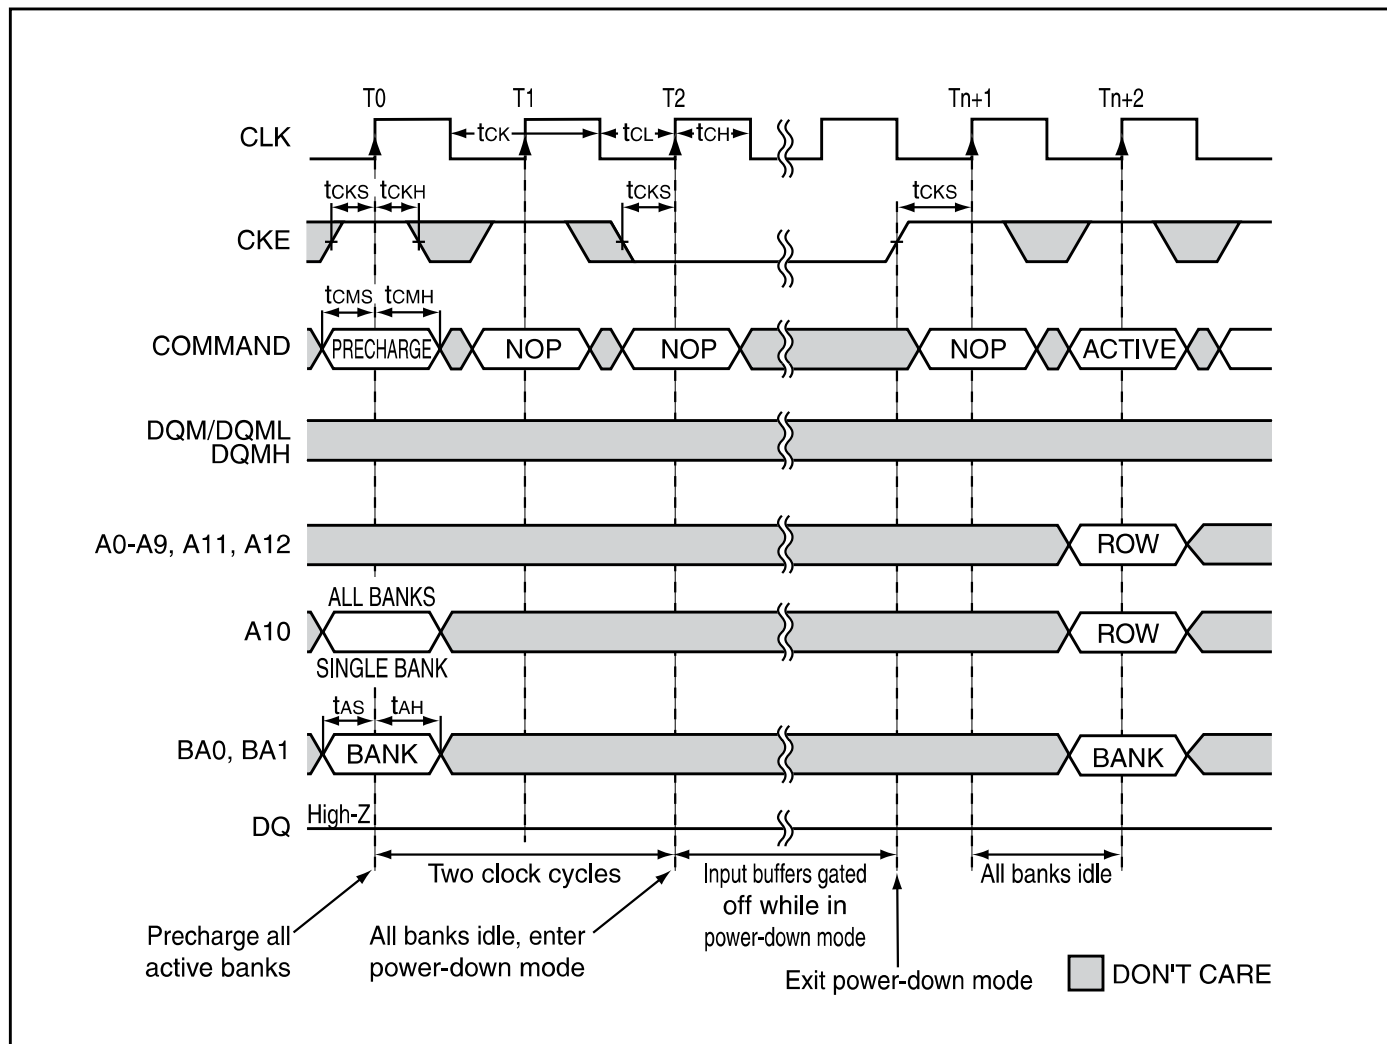 T0 T1 T2 Tn+1 Tn+2
CLK tCK tCL tCH
tCKS tCKH tCKS tCKS
CKE
tCMS tCMH
COMMAND PRECHARGE NOP NOP NOP ACTIVE
DQM/DQML
DQMH
A0-A9, A11, A12 ROW
ALL BANKS
A10 ROW
SINGLE BANK
tAS tAH
BA0, BA1 BANK BANK
High-Z
DQ
Two clock cycles
Input buffers gated
off while in
power-down mode
All banks idle
Precharge all
active banks
All banks idle, enter
power-down mode
Exit power-down mode
DON'T CARE